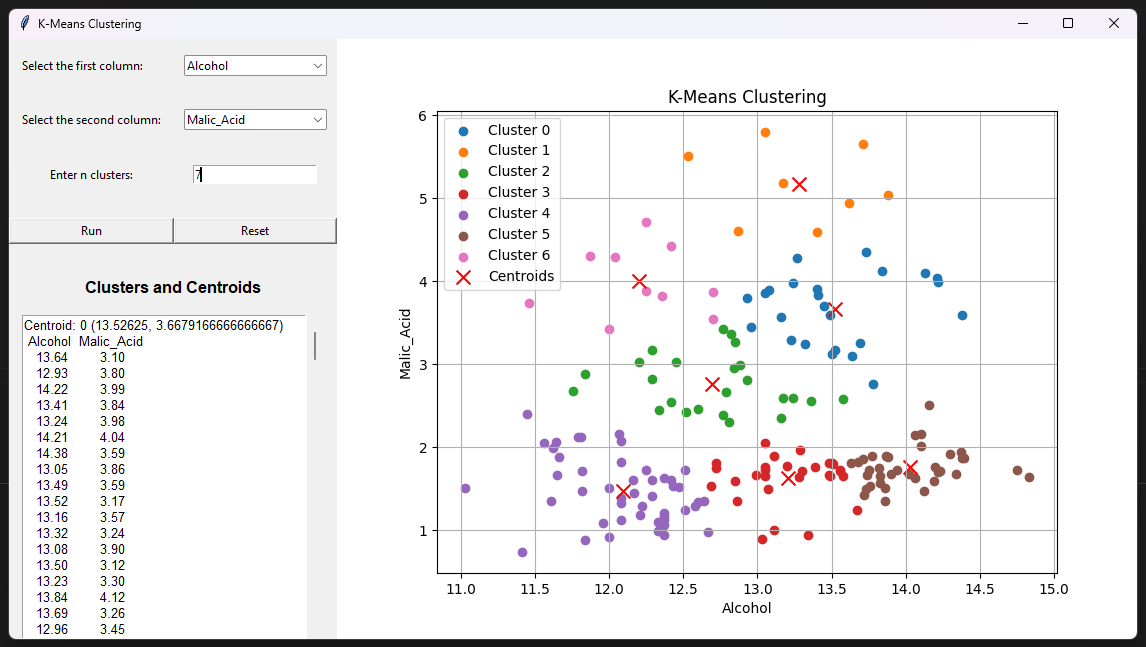 K-Means Clustering
Select the first column: Alcohol
Select the second column: Malic_Acid
Enter n clusters: 7
Run Reset
Clusters and Centroids
Centroid: 0 (13.52625, 3.6679166666666667)
Alcohol Malic_Acid
13.64 3.10
12.93 3.80
14.22 3.99
13.41 3.84
13.24 3.98
14.21 4.04
14.38 3.59
13.05 3.86
13.49 3.59
13.52 3.17
13.16 3.57
13.32 3.24
13.08 3.90
13.50 3.12
13.23 3.30
13.84 4.12
13.69 3.26
12.96 3.45
K-Means Clustering
Cluster 0
Cluster 1
Cluster 2
Cluster 3
Cluster 4
Cluster 5
Cluster 6
Centroids
6
5
4
3
2
1
Malic_Acid
11.0 11.5 12.0 12.5 13.0 13.5 14.0 14.5 15.0
Alcohol